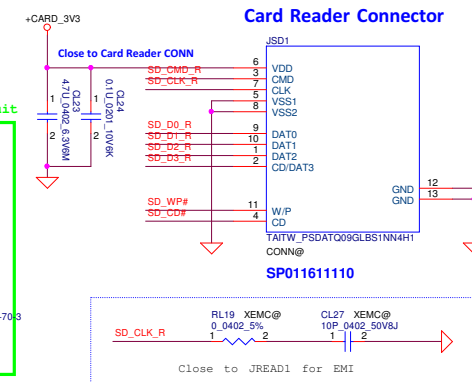 Card Reader Connector
+CARD_3V3
JSD1
Close to Card Reader CONN
6 VDD
SD_CMD_R 3 CMD
SD_CLK_R 7 CLK
5 VSS1
8 VSS2
1 2 CL23 4.7U_0402_6.3V6M
1 2 CL24 0.1U_0201_10V6K
SD_D0_R 9 DAT0
SD_D1_R 10 DAT1
SD_D2_R 1 DAT2
SD_D3_R 2 CD/DAT3
GND 12
GND 13
SD_WP# 11 W/P
SD_CD# 4 CD
TAITW_PSDATQ09GLBS1NN4H1
CONN@
SP011611110
-70-3
RL19 XEMC@ CL27 XEMC@
0_0402_5% 10P_0402_50V8J
SD_CLK_R 1 2 1 2
Close to JREAD1 for EMI